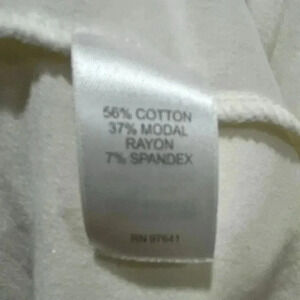 56% COTTON
37% MODAL
RAYON
7% SPANDEX
RN 97641